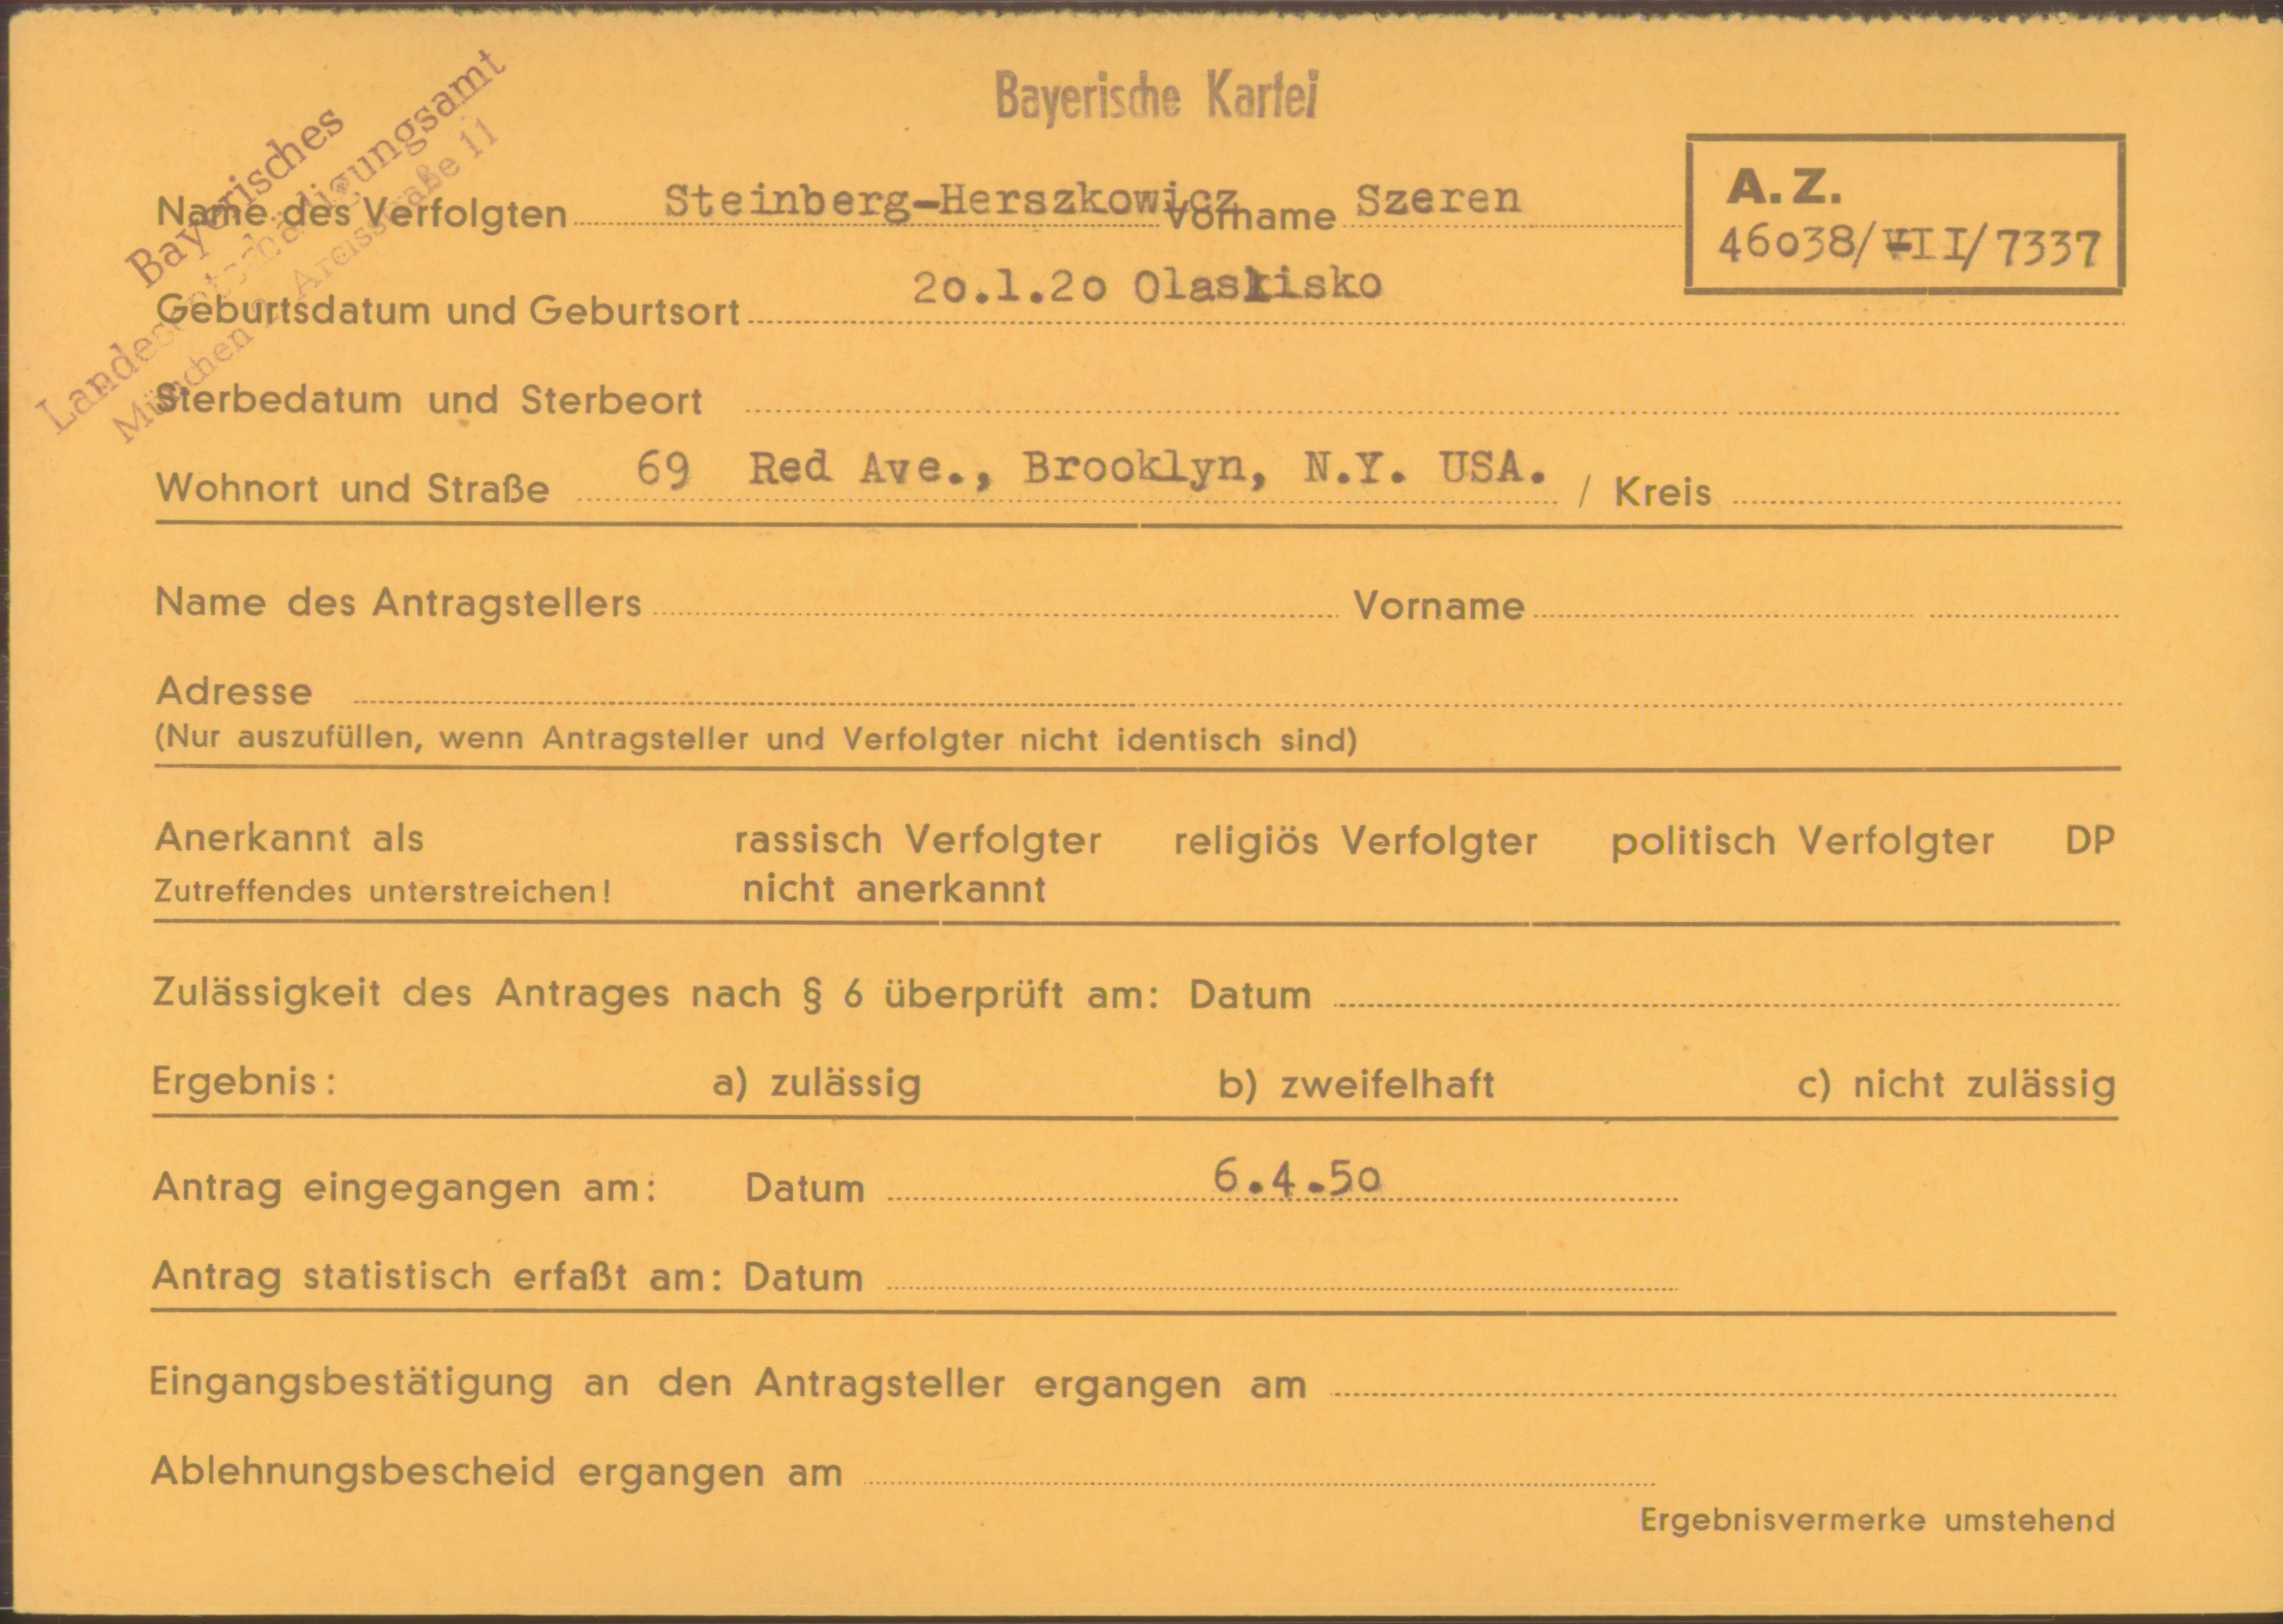 Bayerische Kartei
Bayerisches
Landesentschädigungsamt
München 2, Arcisstraße 11
Name des Verfolgten Steinberg-Herszkowicz Vorname Szeren
A.Z.
46038/VII/7337
Geburtsdatum und Geburtsort 20.1.20 Olaskisko
Sterbedatum und Sterbeort
Wohnort und Straße 69 Red Ave., Brooklyn, N.Y. USA. / Kreis
Name des Antragstellers Vorname
Adresse
(Nur auszufüllen, wenn Antragsteller und Verfolgter nicht identisch sind)
Anerkannt als rassisch Verfolgter religiös Verfolgter politisch Verfolgter DP
Zutreffendes unterstreichen! nicht anerkannt
Zulässigkeit des Antrages nach § 6 überprüft am: Datum
Ergebnis: a) zulässig b) zweifelhaft c) nicht zulässig
Antrag eingegangen am: Datum 6.4.50
Antrag statistisch erfaßt am: Datum
Eingangsbestätigung an den Antragsteller ergangen am
Ablehnungsbescheid ergangen am
Ergebnisvermerke umstehend